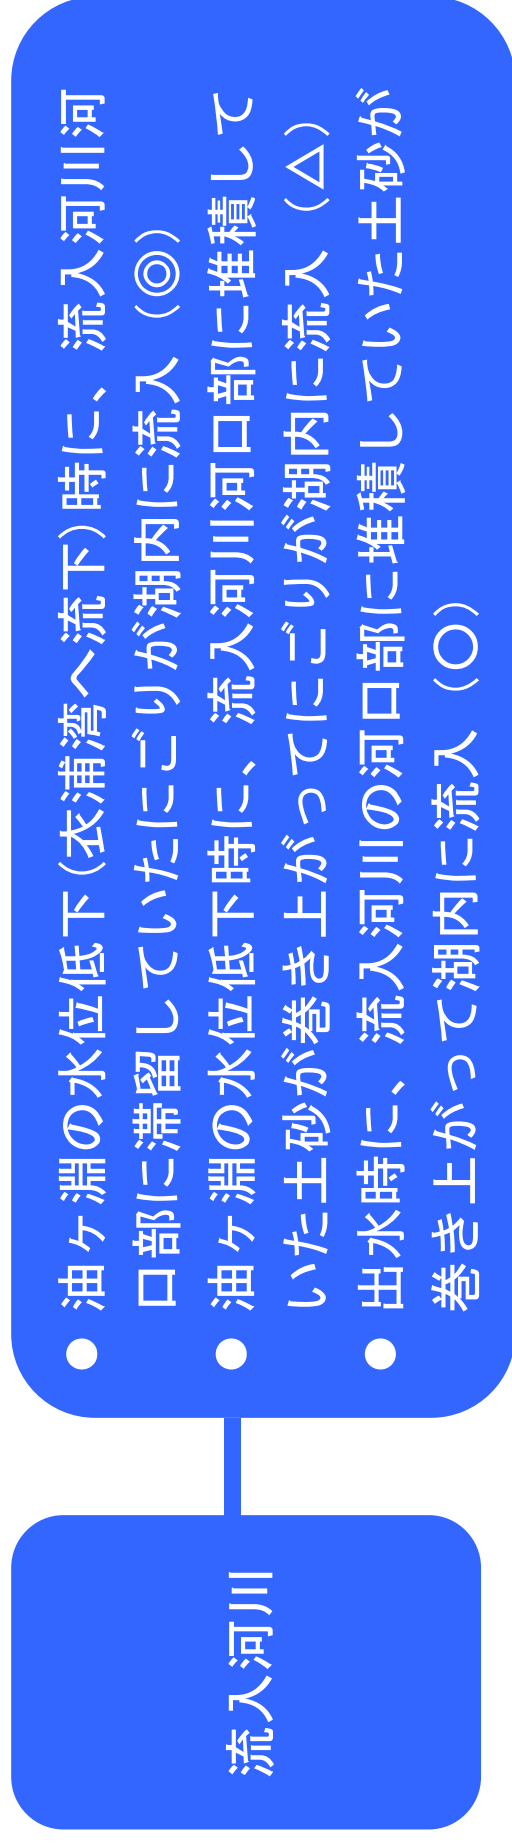 流入河川
●油ヶ淵の水位低下(衣浦湾へ流下)時に、流入河川河
口部に滞留していたにごりが湖内に流入（◎）
●油ヶ淵の水位低下時に、流入河川河口部に堆積して
いた土砂が巻き上がってにごりが湖内に流入（△）
●出水時に、流入河川の河口部に堆積していた土砂が
巻き上がって湖内に流入（○）